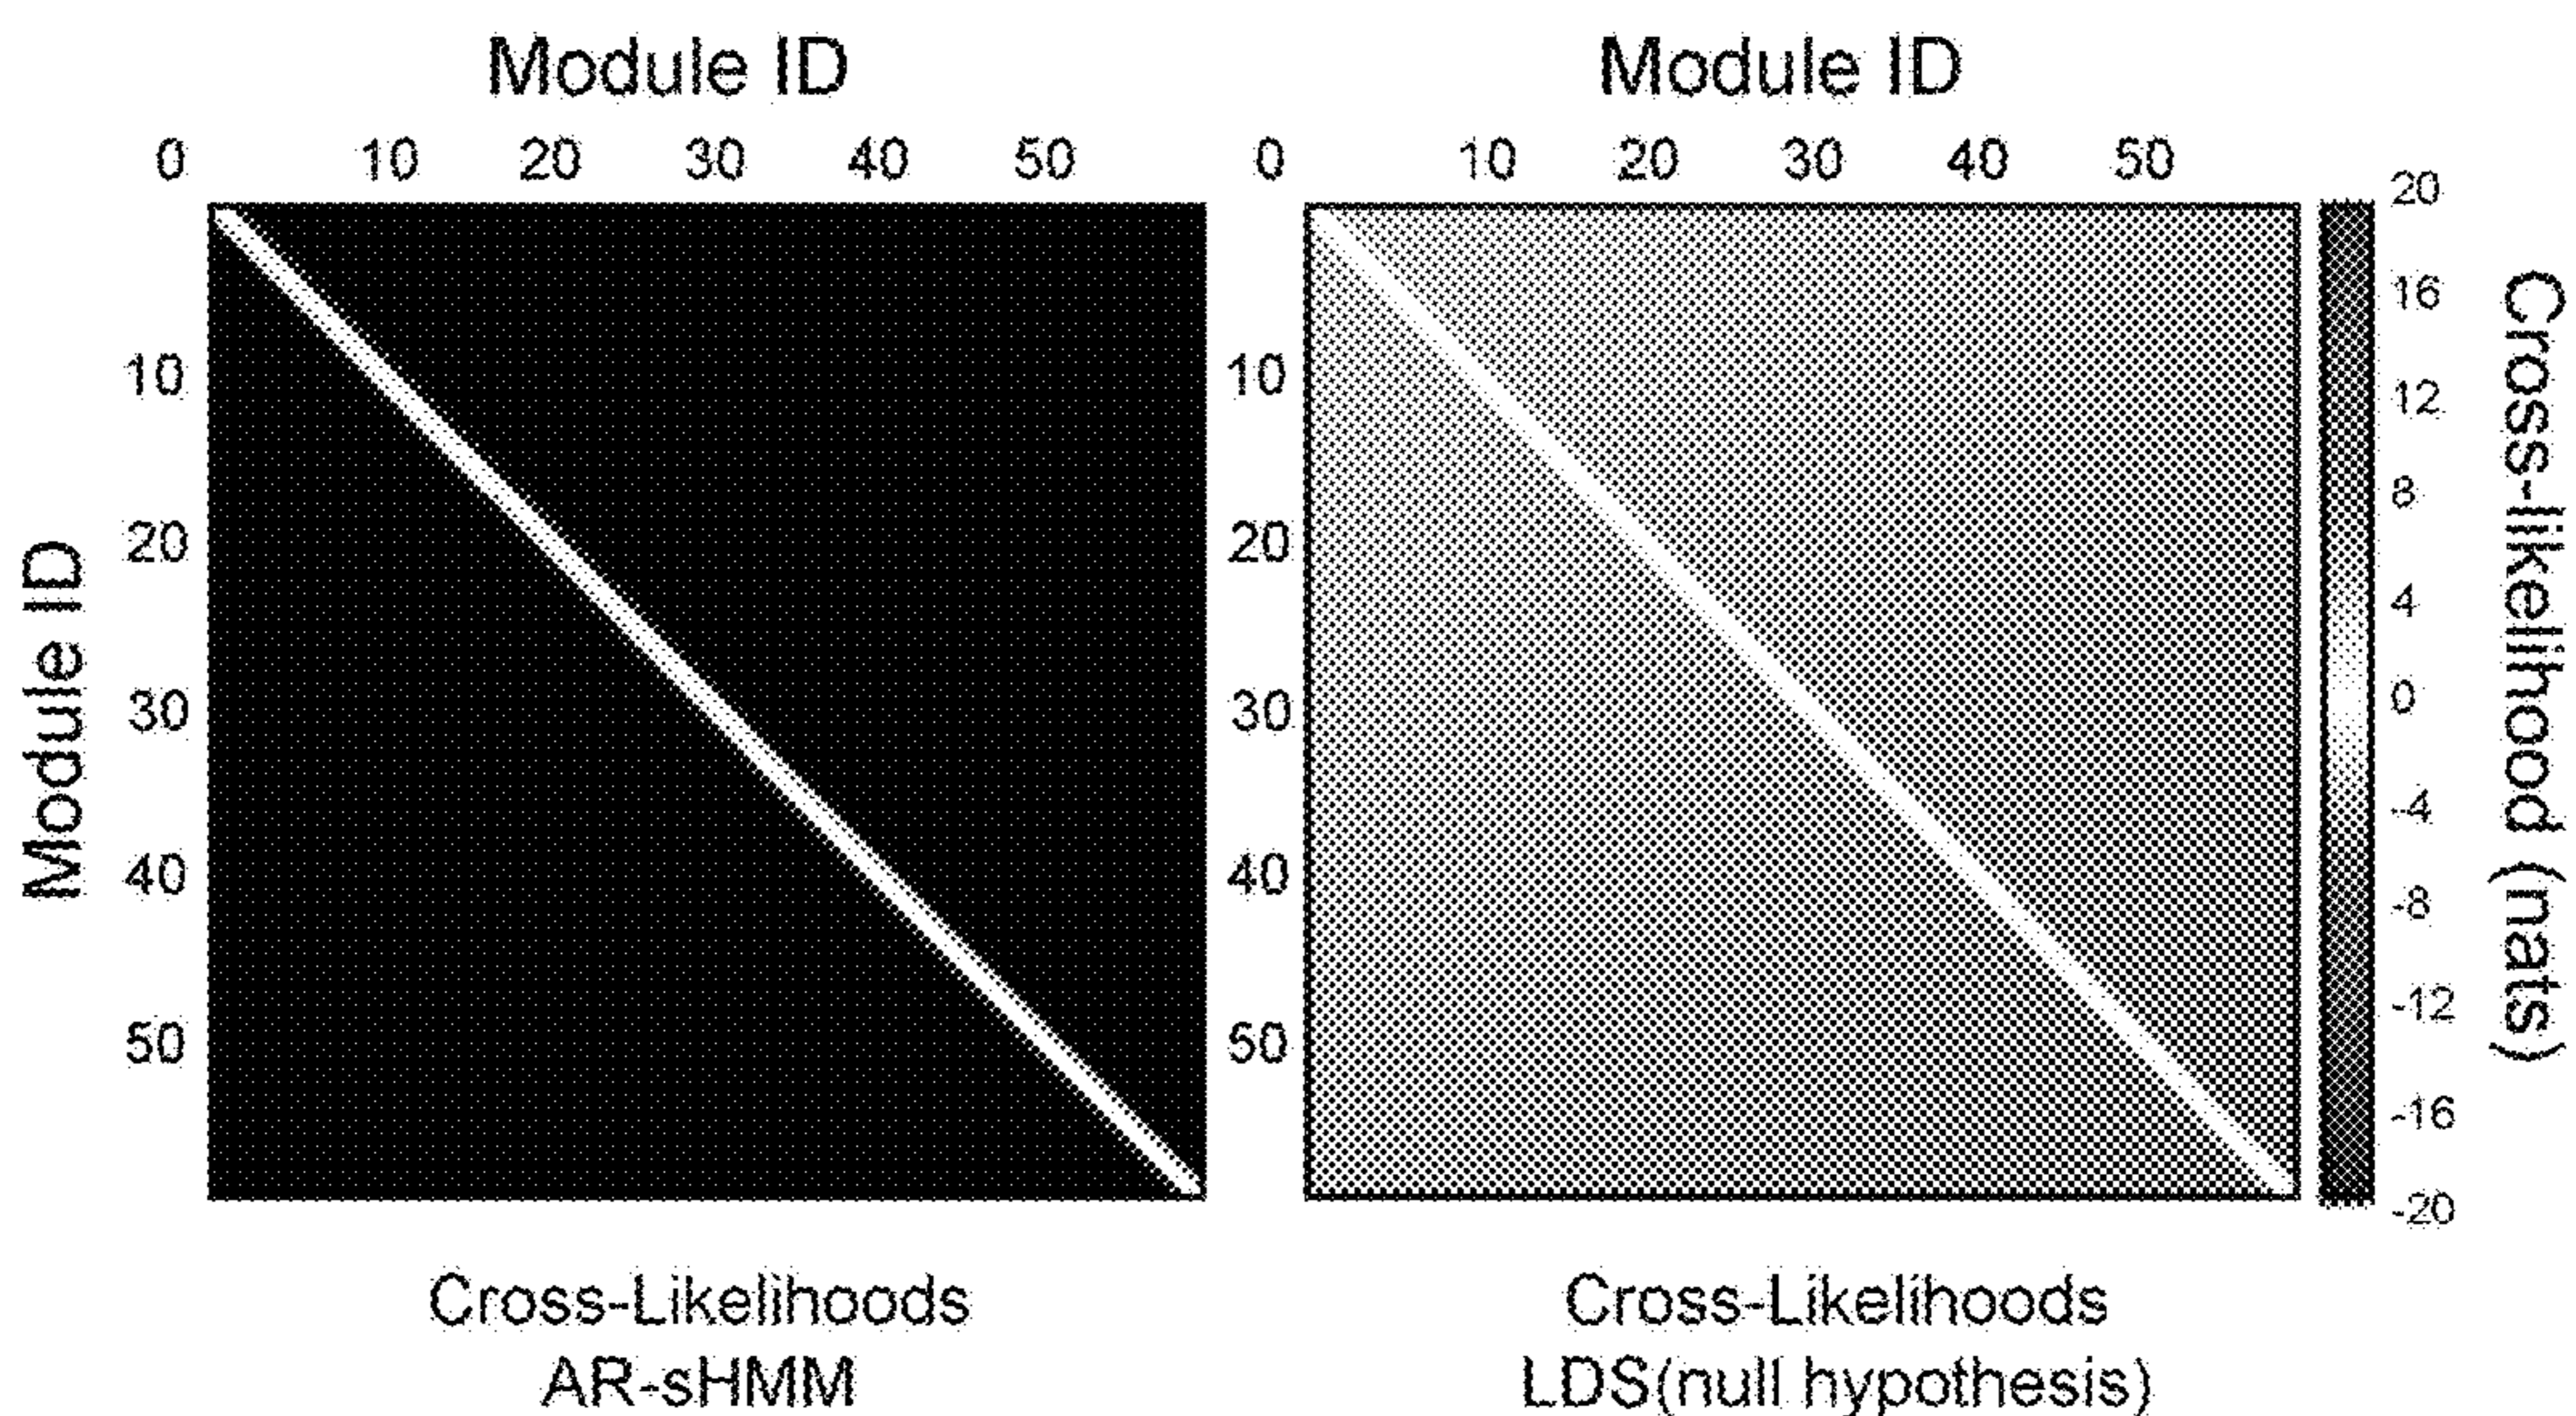 Module ID
Module ID
0 10 20 30 40 50
0 10 20 30 40 50
Module ID
10
20
30
40
50
10
20
30
40
50
20
16
12
8
4
0
-4
-8
-12
-16
-20
Cross-likelihood (nats)
Cross-Likelihoods
AR-sHMM
Cross-Likelihoods
LDS(null hypothesis)